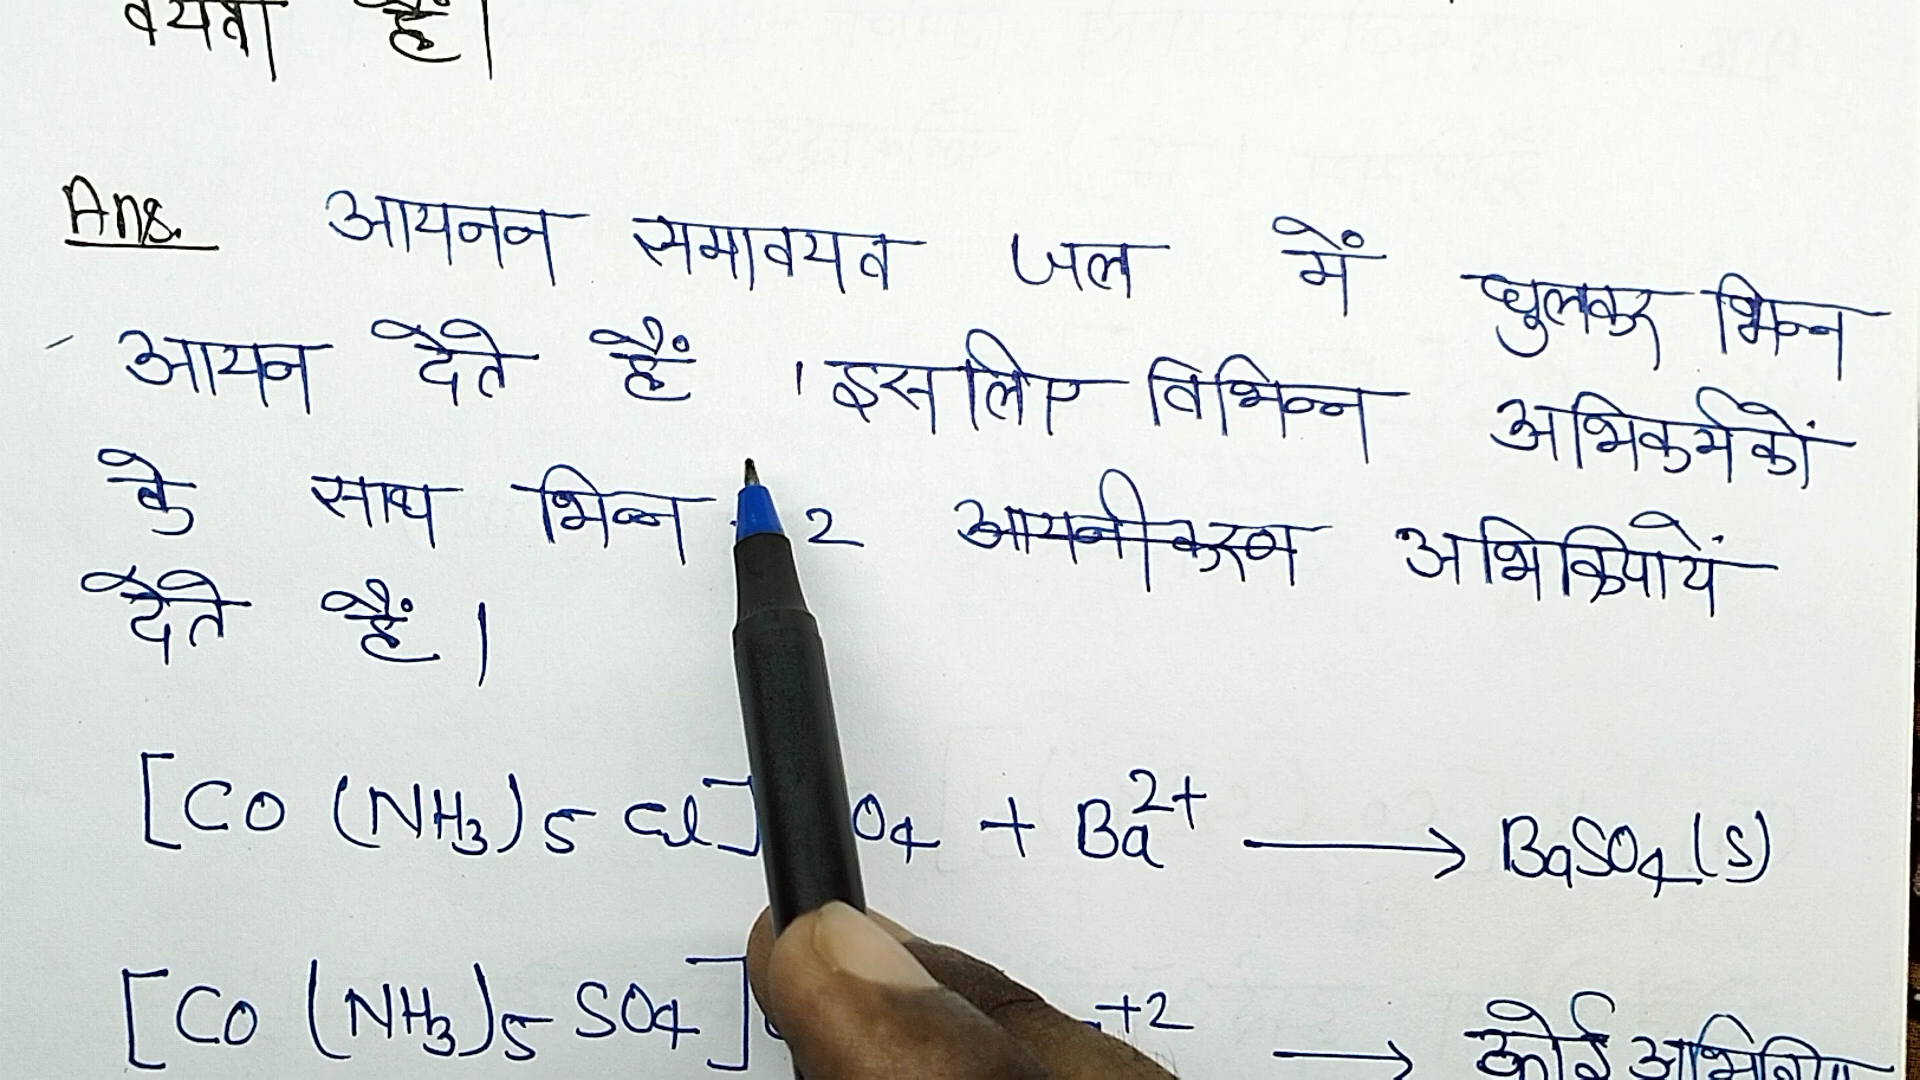 वयवी है।
Ans. आयनन समावयव जल में घुलकर भिन्न
आयन देते हैं । इसलिए विभिन्न अभिकर्मकों
के साथ भिन्न 2 आयनीकरण अभिक्रियायें
देते हैं।
[CO (NH3)5 Cl] O4 + Ba2+ ⟶ BaSO4(s)
[CO (NH3)5 SO4] +2 ⟶ कोई